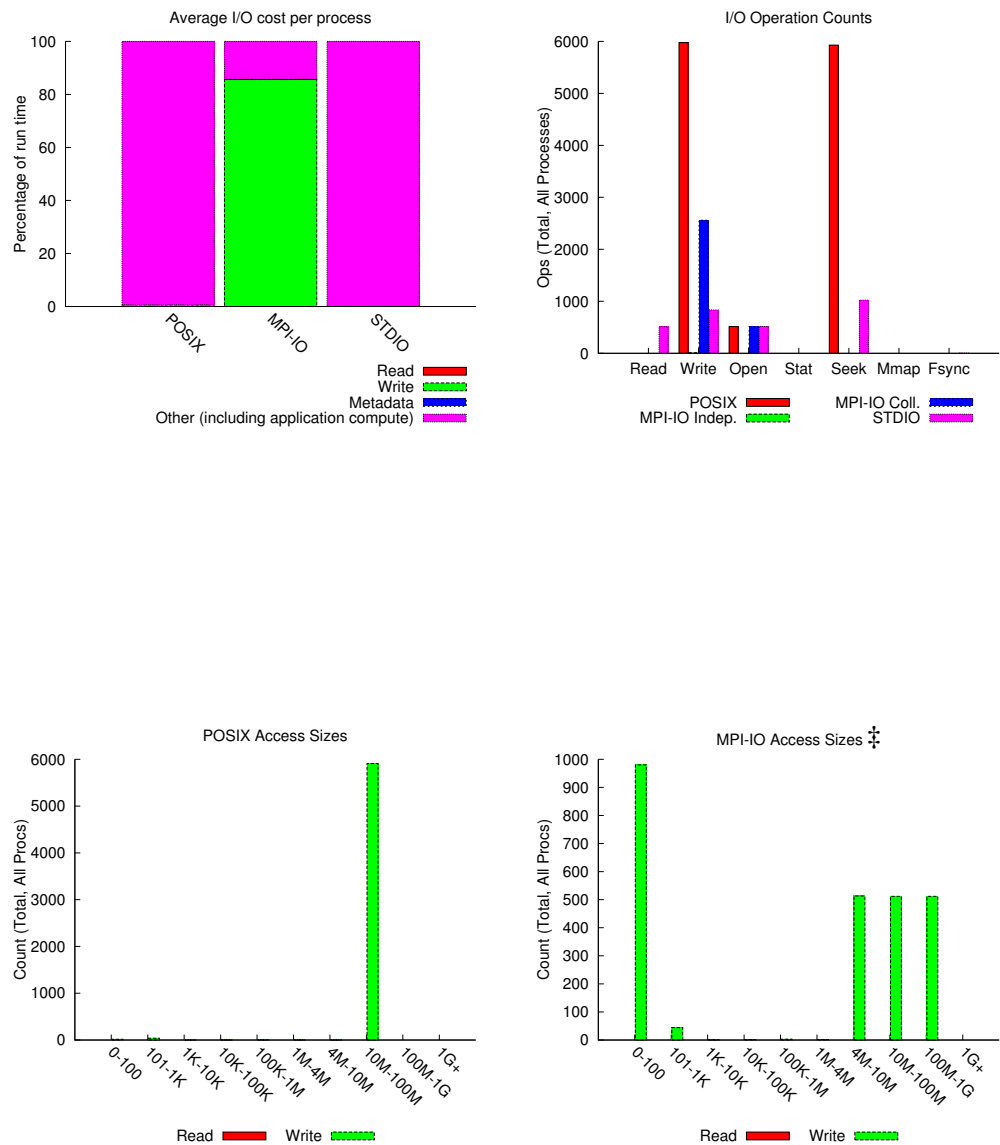 Average I/O cost per process
100
80
60
40
20
0
Percentage of run time
POSIX
MPI-IO
STDIO
Read
Write
Metadata
Other (including application compute)
I/O Operation Counts
6000
5000
4000
3000
2000
1000
0
Ops (Total, All Processes)
Read Write Open Stat Seek Mmap Fsync
POSIX MPI-IO Coll.
MPI-IO Indep. STDIO
POSIX Access Sizes
6000
5000
4000
3000
2000
1000
0
Count (Total, All Procs)
0-100
101-1K
1K-10K
10K-100K
100K-1M
1M-4M
4M-10M
10M-100M
100M-1G
1G+
Read Write
MPI-IO Access Sizes ‡
1000
900
800
700
600
500
400
300
200
100
0
Count (Total, All Procs)
0-100
101-1K
1K-10K
10K-100K
100K-1M
1M-4M
4M-10M
10M-100M
100M-1G
1G+
Read Write